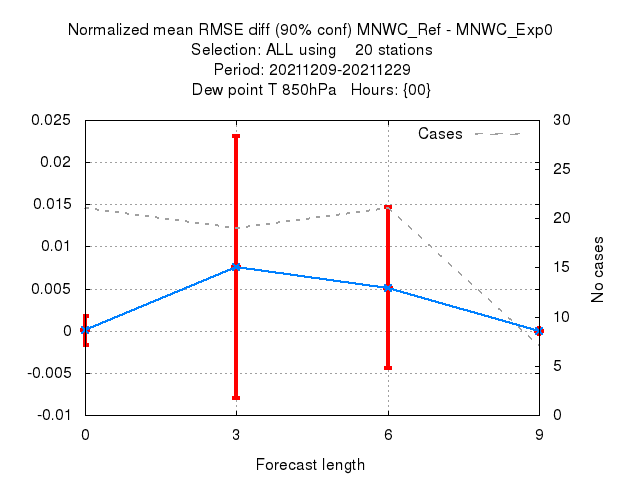 Normalized mean RMSE diff (90% conf) MNWC_Ref - MNWC_Exp0
Selection: ALL using 20 stations
Period: 20211209-20211229
Dew point T 850hPa Hours: {00}
Cases
0.025
0.02
0.015
0.01
0.005
0
-0.005
-0.01
30
25
20
15
10
5
0
No cases
0 3 6 9
Forecast length